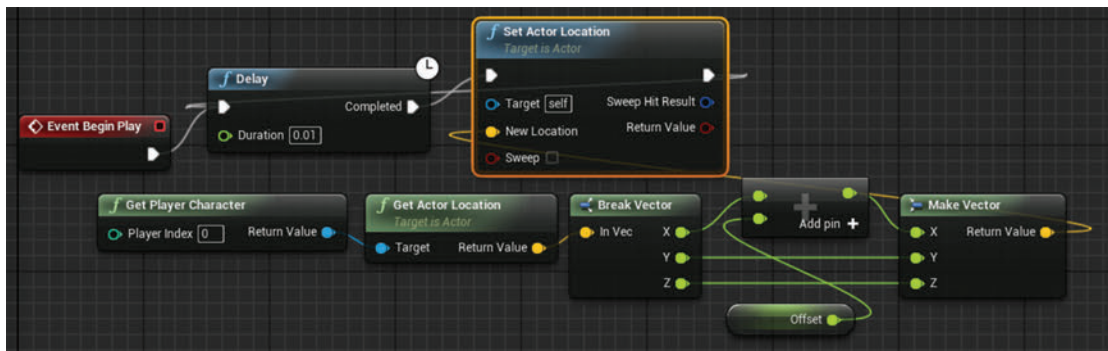 Event Begin Play
Delay
Completed
Duration 0.01
Set Actor Location
Target is Actor
Target self
Sweep Hit Result
New Location
Return Value
Sweep
Get Player Character
Player Index 0
Return Value
Get Actor Location
Target is Actor
Target
Return Value
Break Vector
In Vec
X
Y
Z
Add pin +
Offset
Make Vector
X
Return Value
Y
Z